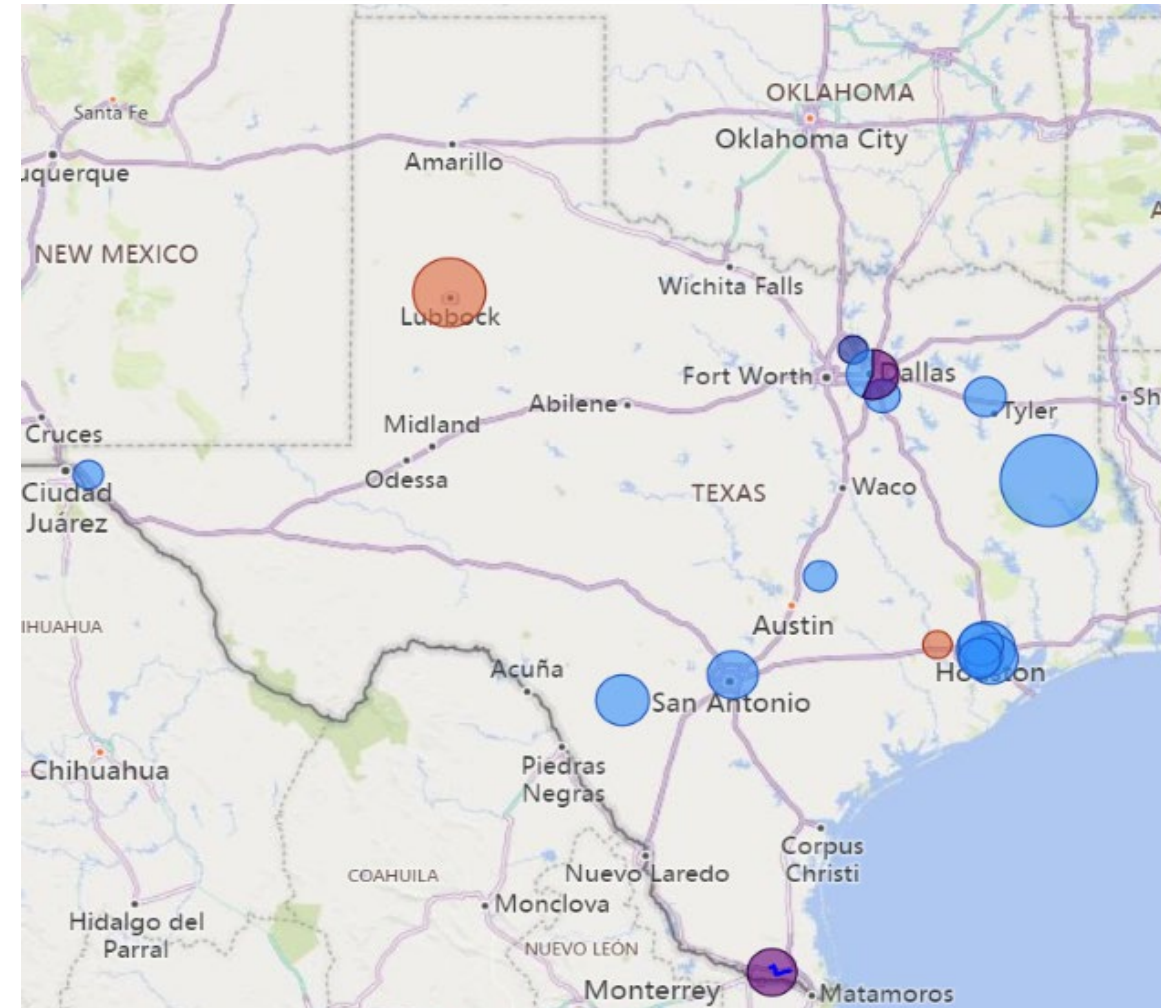 Santa Fe
OKLAHOMA
Oklahoma City
Amarillo
uquerque
A
NEW MEXICO
Wichita Falls
Lubbock
Fort Worth
Dallas
Abilene
Tyler
Sh
Midland
Cruces
Odessa
TEXAS
Waco
Ciudad
Juárez
Austin
IHUAHUA
Acuña
Houston
San Antonio
Chihuahua
Piedras
Negras
Corpus
Christi
Nuevo Laredo
COAHUILA
Monclova
Hidalgo del
Parral
NUEVO LEÓN
Monterrey
Matamoros